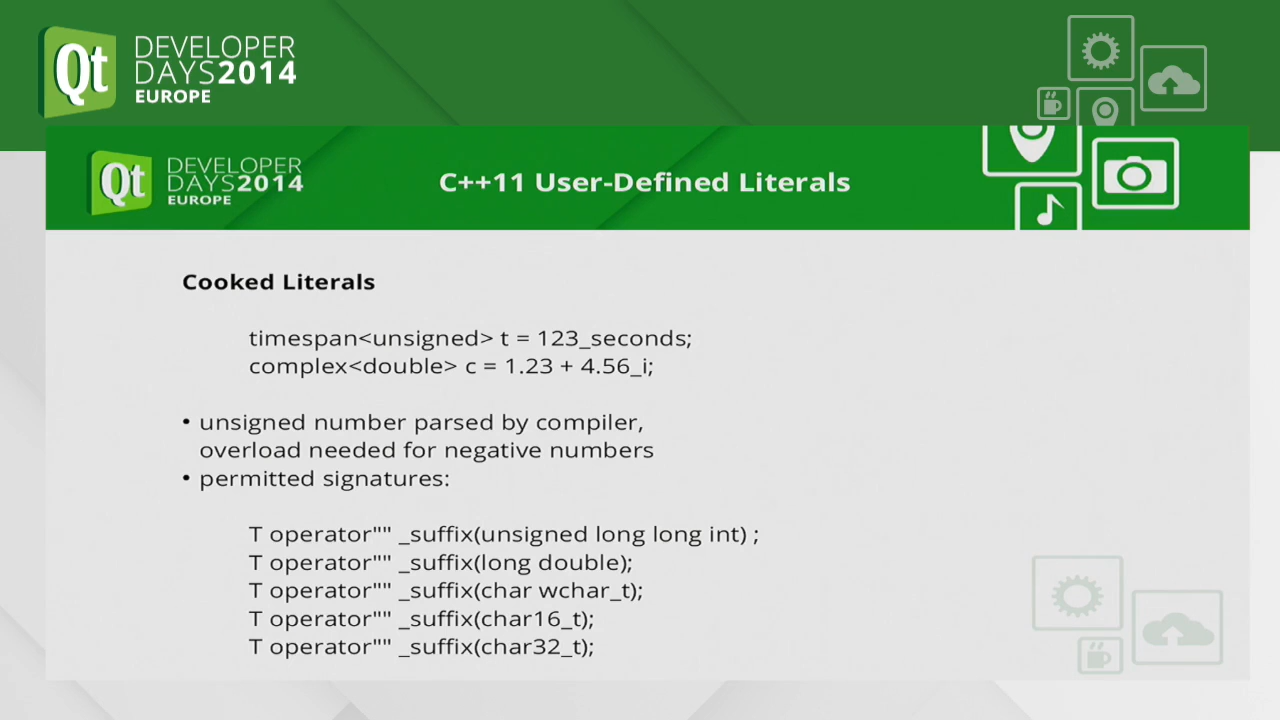 Qt DEVELOPER
DAYS2014
EUROPE
Qt DEVELOPER
DAYS2014
EUROPE
C++11 User-Defined Literals
Cooked Literals
timespan<unsigned> t = 123_seconds;
complex<double> c = 1.23 + 4.56_i;
• unsigned number parsed by compiler,
overload needed for negative numbers
• permitted signatures:
T operator"" _suffix(unsigned long long int) ;
T operator"" _suffix(long double);
T operator"" _suffix(char wchar_t);
T operator"" _suffix(char16_t);
T operator"" _suffix(char32_t);